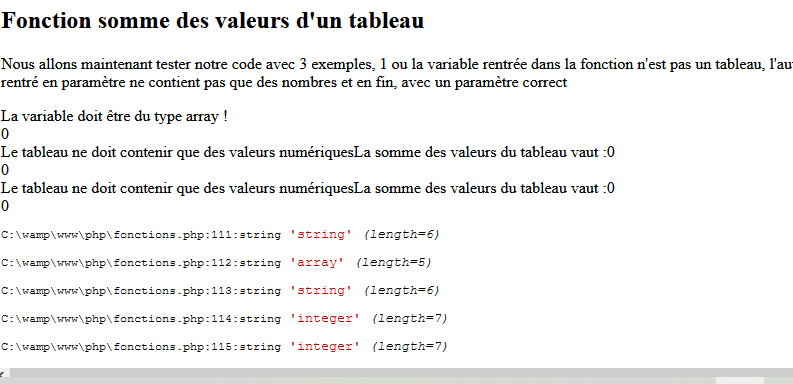 Fonction somme des valeurs d'un tableau
Nous allons maintenant tester notre code avec 3 exemples, 1 ou la variable rentrée dans la fonction n'est pas un tableau, l'au
rentré en paramètre ne contient pas que des nombres et en fin, avec un paramètre correct
La variable doit être du type array !
0
Le tableau ne doit contenir que des valeurs numériquesLa somme des valeurs du tableau vaut :0
0
Le tableau ne doit contenir que des valeurs numériquesLa somme des valeurs du tableau vaut :0
0
C:\wamp\www\php\fonctions.php:111:string 'string' (length=6)
C:\wamp\www\php\fonctions.php:112:string 'array' (length=5)
C:\wamp\www\php\fonctions.php:113:string 'string' (length=6)
C:\wamp\www\php\fonctions.php:114:string 'integer' (length=7)
C:\wamp\www\php\fonctions.php:115:string 'integer' (length=7)